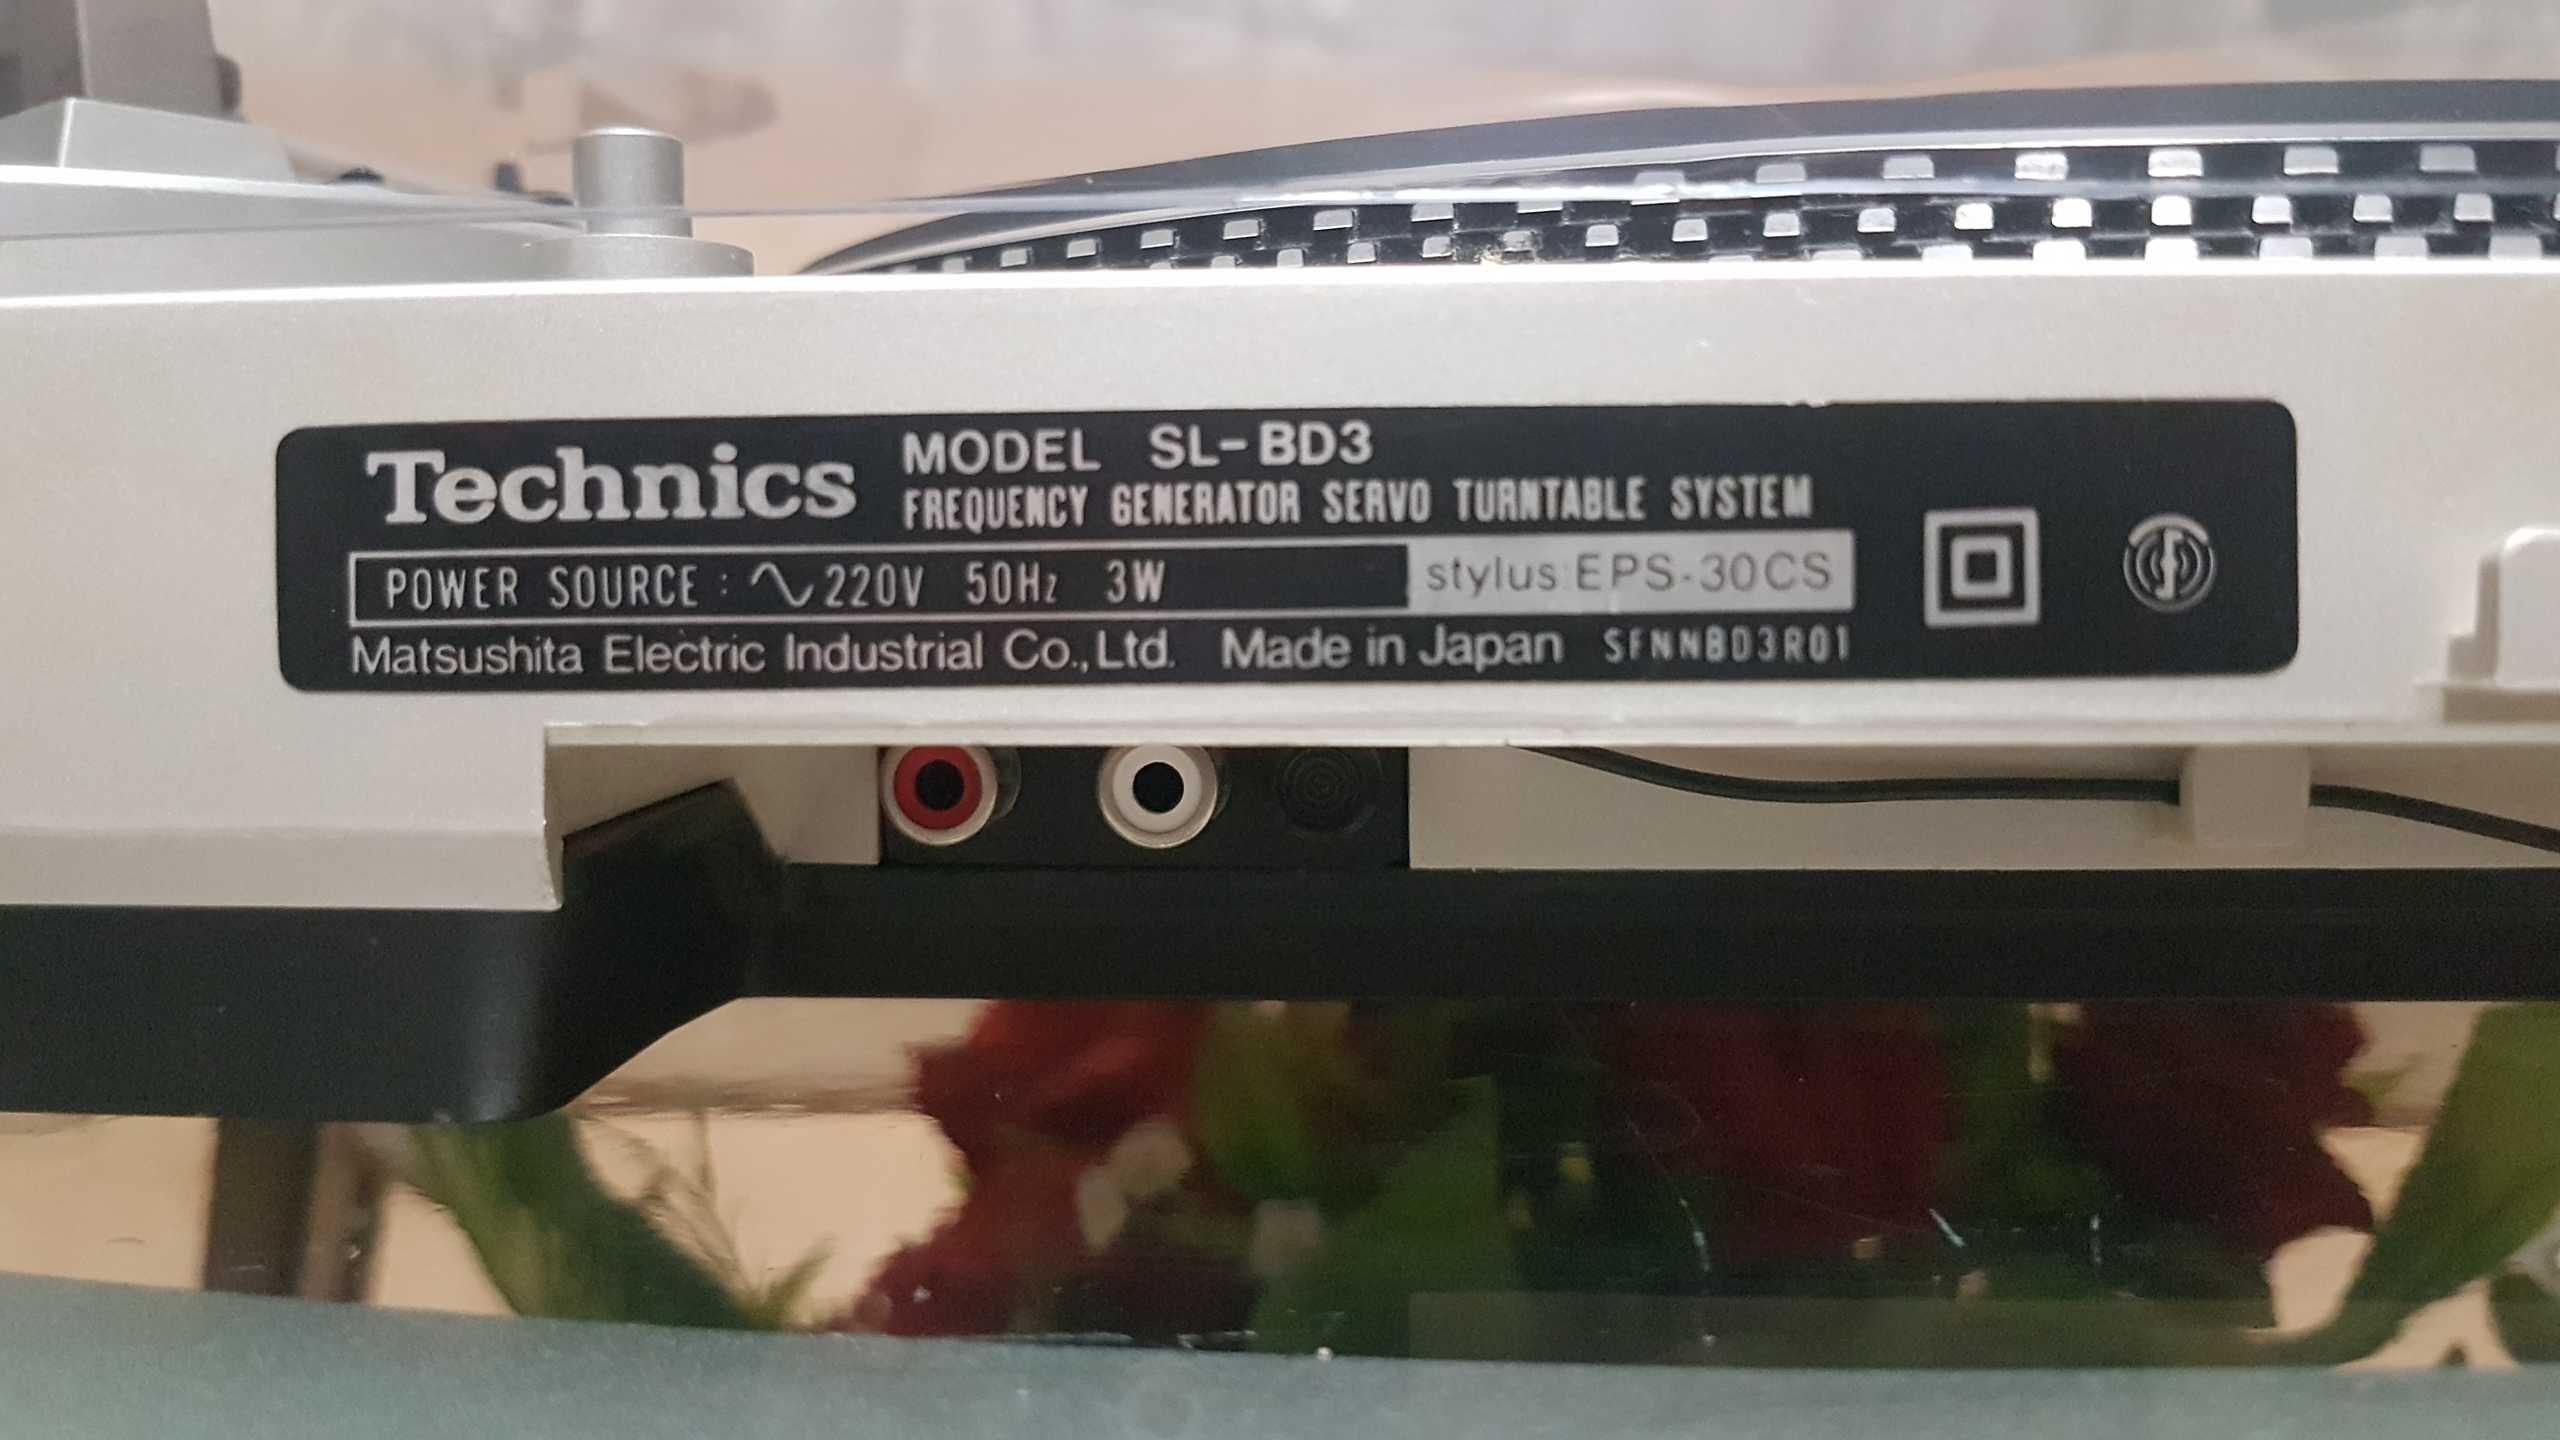 Technics MODEL SL-BD3
FREQUENCY GENERATOR SERVO TURNTABLE SYSTEM
POWER SOURCE : ∿220V 50Hz 3W stylus:EPS-30CS
Matsushita Electric Industrial Co., Ltd. Made in Japan SFNNBD3R01